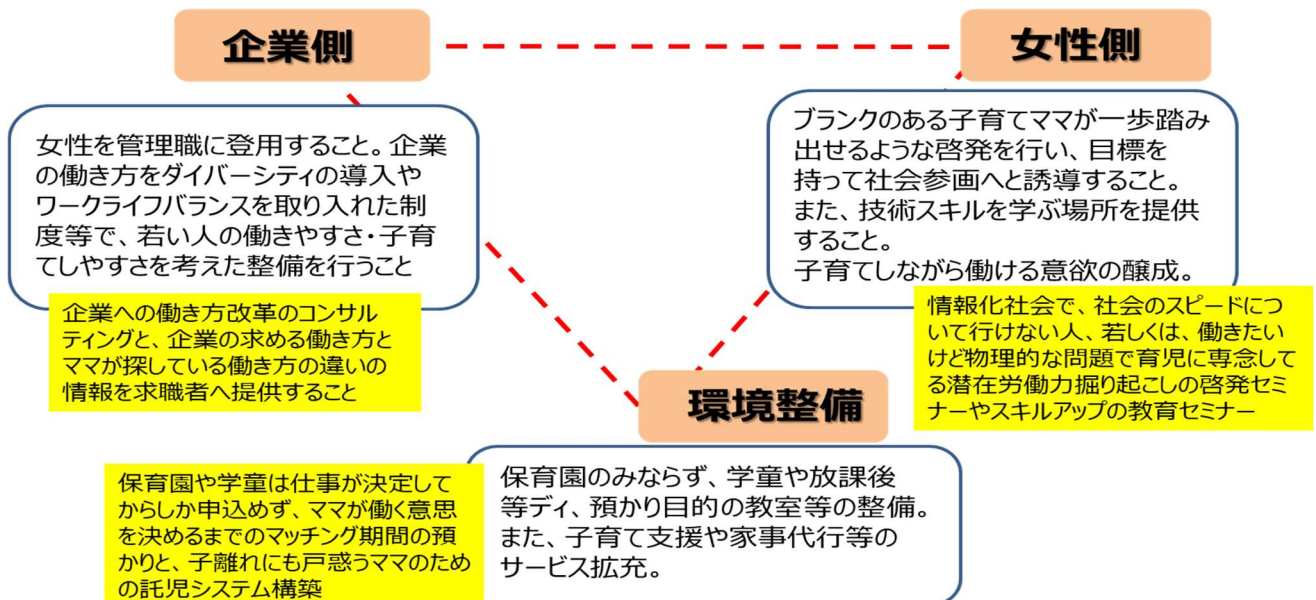 企業側
女性を管理職に登用すること。企業
の働き方をダイバーシティの導入や
ワークライフバランスを取り入れた制
度等で、若い人の働きやすさ・子育
てしやすさを考えた整備を行うこと
企業への働き方改革のコンサル
ティングと、企業の求める働き方と
ママが探している働き方の違いの
情報を求職者へ提供すること
女性側
ブランクのある子育てママが一歩踏み
出せるような啓発を行い、目標を
持って社会参画へと誘導すること。
また、技術スキルを学ぶ場所を提供
すること。
子育てしながら働ける意欲の醸成。
情報化社会で、社会のスピードにつ
いて行けない人、若しくは、働きたい
けど物理的な問題で育児に専念して
る潜在労働力掘り起こしの啓発セミ
ナーやスキルアップの教育セミナー
環境整備
保育園のみならず、学童や放課後
等ディ、預かり目的の教室等の整備。
また、子育て支援や家事代行等の
サービス拡充。
保育園や学童は仕事が決定して
からしか申込めず、ママが働く意思
を決めるまでのマッチング期間の預
かりと、子離れにも戸惑うママのため
の託児システム構築